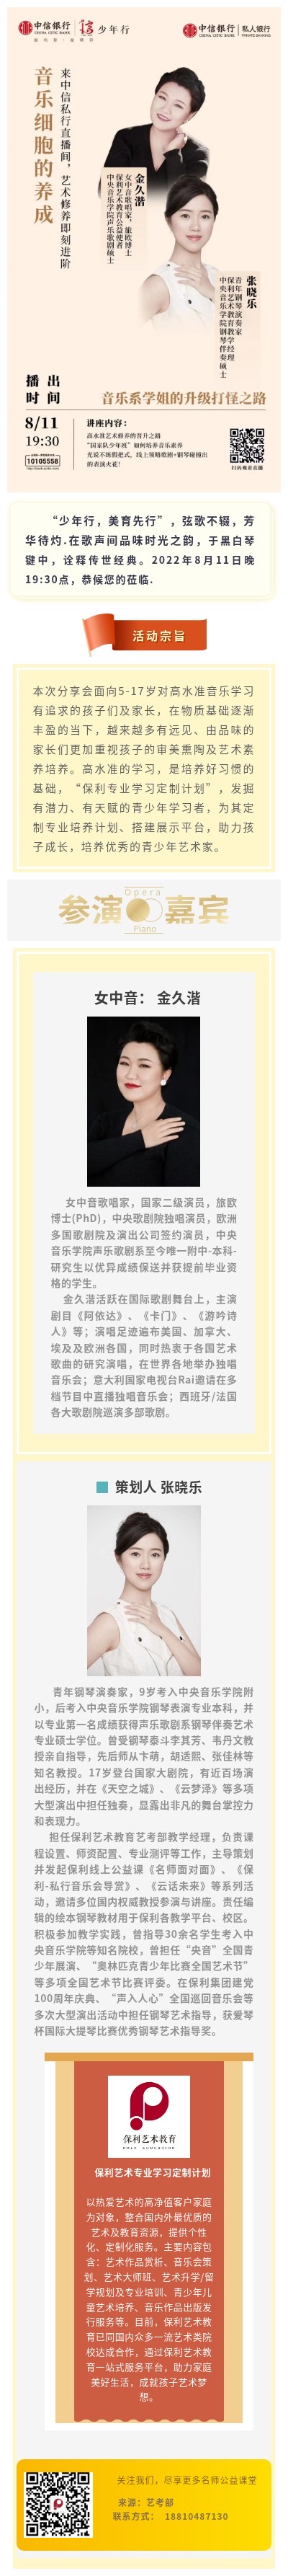 中信银行
CHINA CITIC BANK
信
少年行
中信银行
CHINA CITIC BANK
私人银行
PRIVATE BANKING
音乐细胞的养成
来中信私行直播间，艺术修养即刻进阶
金久湝
女中音歌唱家，旅欧博士
保利艺术教育公益使者
中央音乐学院声乐歌剧硕士
张晓乐
青年钢琴演奏家
保利艺术教育教学经理
中央音乐学院钢琴伴奏硕士
音乐系学姐的升级打怪之路
播出
时间
8/11
19:30
10105558
讲座内容：
高水准艺术修养的晋升之路
“国家队少年班”如何培养音乐素养
光说不练假把式，线上领略歌剧+钢琴碰撞出
的表演火花！
扫码观看直播
“少年行，美育先行”，弦歌不辍，芳
华待灼.在歌声间品味时光之韵，于黑白琴
键中，诠释传世经典。2022年8月11日晚
19:30点，恭候您的莅临.
活动宗旨
本次分享会面向5-17岁对高水准音乐学习
有追求的孩子们及家长，在物质基础逐渐
丰盈的当下，越来越多有远见、由品味的
家长们更加重视孩子的审美熏陶及艺术素
养培养。高水准的学习，是培养好习惯的
基础，“保利专业学习定制计划”，发掘
有潜力、有天赋的青少年学习者，为其定
制专业培养计划、搭建展示平台，助力孩
子成长，培养优秀的青少年艺术家。
Opera
参演嘉宾
Piano
女中音： 金久湝
女中音歌唱家，国家二级演员，旅欧
博士(PhD)，中央歌剧院独唱演员，欧洲
多国歌剧院及演出公司签约演员，中央
音乐学院声乐歌剧系至今唯一附中-本科-
研究生以优异成绩保送并获提前毕业资
格的学生。
金久湝活跃在国际歌剧舞台上，主演
剧目《阿依达》、《卡门》、《游吟诗
人》等；演唱足迹遍布美国、加拿大、
埃及及欧洲各国，同时热衷于各国艺术
歌曲的研究演唱，在世界各地举办独唱
音乐会；意大利国家电视台Rai邀请在多
档节目中直播独唱音乐会；西班牙/法国
各大歌剧院巡演多部歌剧。
策划人 张晓乐
青年钢琴演奏家，9岁考入中央音乐学院附
小，后考入中央音乐学院钢琴表演专业本科，并
以专业第一名成绩获得声乐歌剧系钢琴伴奏艺术
专业硕士学位。曾受钢琴泰斗李其芳、韦丹文教
授亲自指导，先后师从卞萌，胡适熙、张佳林等
知名教授。17岁登台国家大剧院，有近百场演
出经历，并在《天空之城》、《云梦泽》等多项
大型演出中担任独奏，显露出非凡的舞台掌控力
和表现力。
担任保利艺术教育艺考部教学经理，负责课
程设置、师资配置、专业测评等工作，主导策划
并发起保利线上公益课《名师面对面》、《保
利-私行音乐会导赏》、《云话未来》等系列活
动，邀请多位国内权威教授参演与讲座。责任编
辑的绘本钢琴教材用于保利各教学平台、校区。
积极参加教学实践，曾指导30余名学生考入中
央音乐学院等知名院校，曾担任“央音”全国青
少年展演、“奥林匹克青少年比赛全国艺术节”
等多项全国艺术节比赛评委。在保利集团建党
100周年庆典、“声入人心”全国巡回音乐会等
多次大型演出活动中担任钢琴艺术指导，获爱琴
杯国际大提琴比赛优秀钢琴艺术指导奖。
保利艺术教育
POLY EDUCATION
保利艺术专业学习定制计划
以热爱艺术的高净值客户家庭
为对象，整合国内外最优质的
艺术及教育资源，提供个性
化、定制化服务。主要内容包
含：艺术作品赏析、音乐会策
划、艺术大师班、艺术升学/留
学规划及专业培训、青少年儿
童艺术培养、音乐作品出版发
行服务等。目前，保利艺术教
育已同国内众多一流艺术类院
校达成合作，通过保利艺术教
育一站式服务平台，助力家庭
美好生活，成就孩子艺术梦
想。
关注我们，尽享更多名师公益课堂
来源：艺考部
联系方式： 18810487130